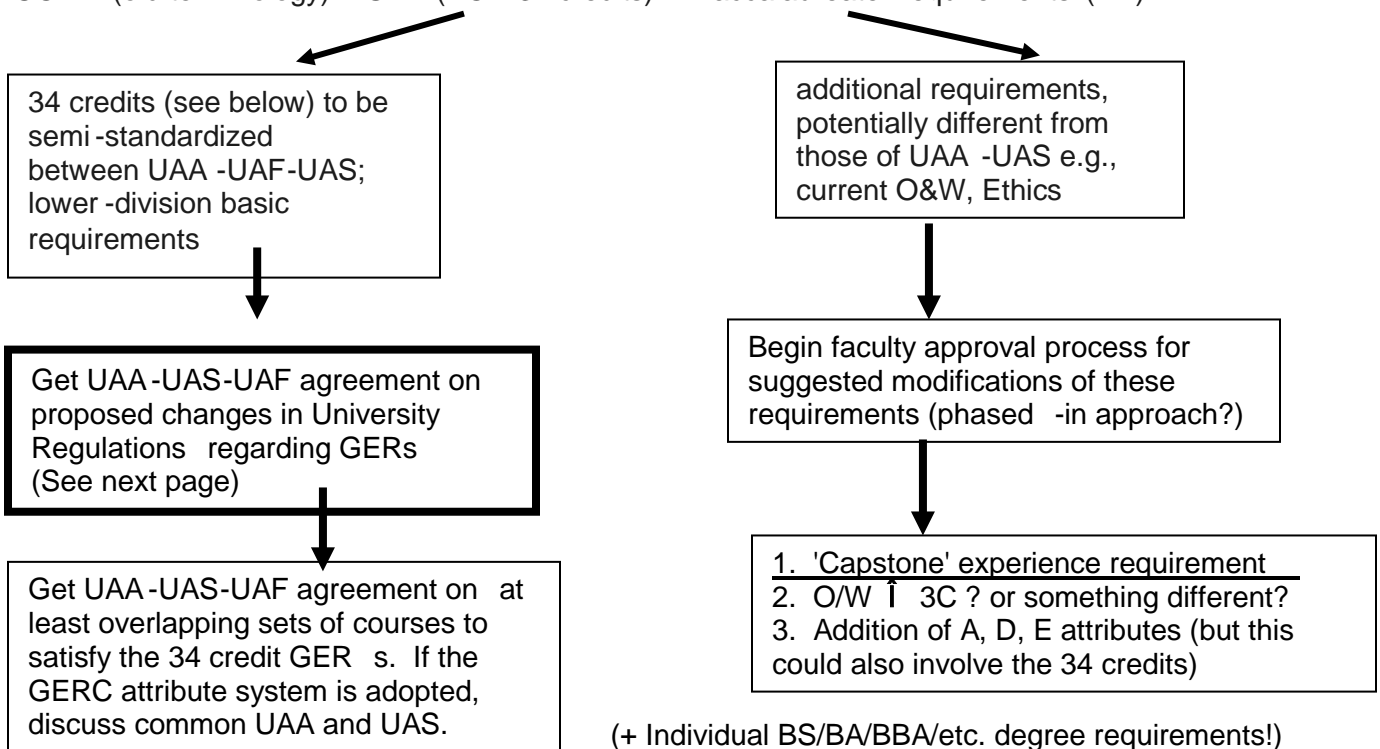 34 credits (see below) to be
semi -standardized
between UAA -UAF-UAS;
lower -division basic
requirements
additional requirements,
potentially different from
those of UAA -UAS e.g.,
current O&W, Ethics
Get UAA -UAS-UAF agreement on
proposed changes in University
Regulations regarding GERs
(See next page)
Begin faculty approval process for
suggested modifications of these
requirements (phased -in approach?)
Get UAA -UAS-UAF agreement on at
least overlapping sets of courses to
satisfy the 34 credit GER s. If the
GERC attribute system is adopted,
discuss common UAA and UAS.
1. 'Capstone' experience requirement
2. O/W Î 3C ? or something different?
3. Addition of A, D, E attributes (but this
could also involve the 34 credits)
(+ Individual BS/BA/BBA/etc. degree requirements!)